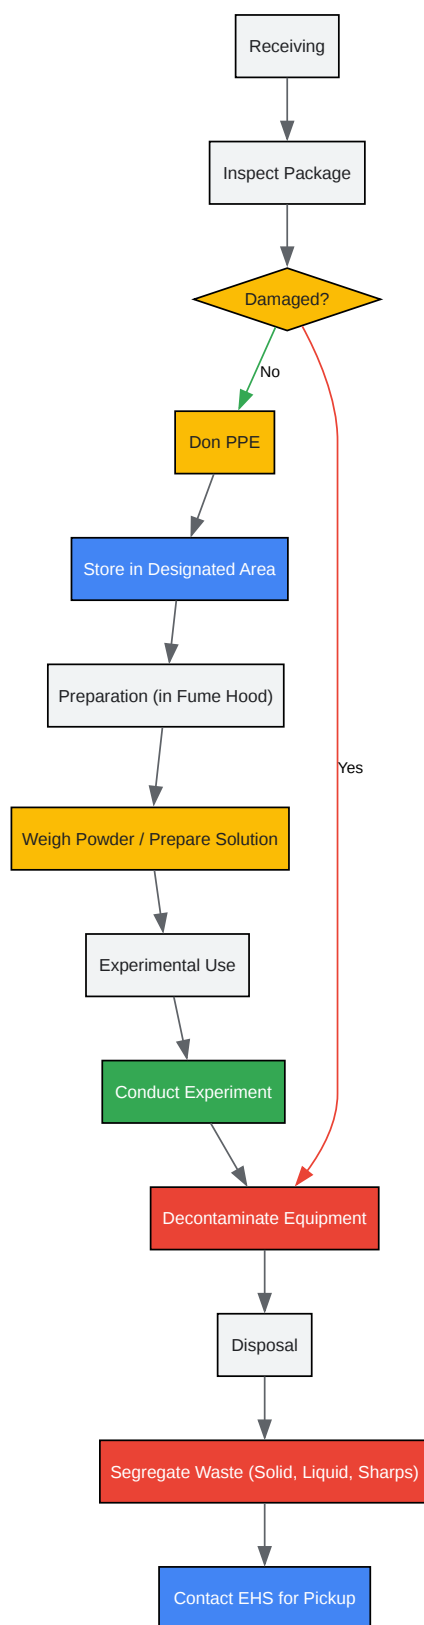 Receiving
Inspect Package
Damaged?
No
Don PPE
Store in Designated Area
Preparation (in Fume Hood)
Yes
Weigh Powder / Prepare Solution
Experimental Use
Conduct Experiment
Decontaminate Equipment
Disposal
Segregate Waste (Solid, Liquid, Sharps)
Contact EHS for Pickup